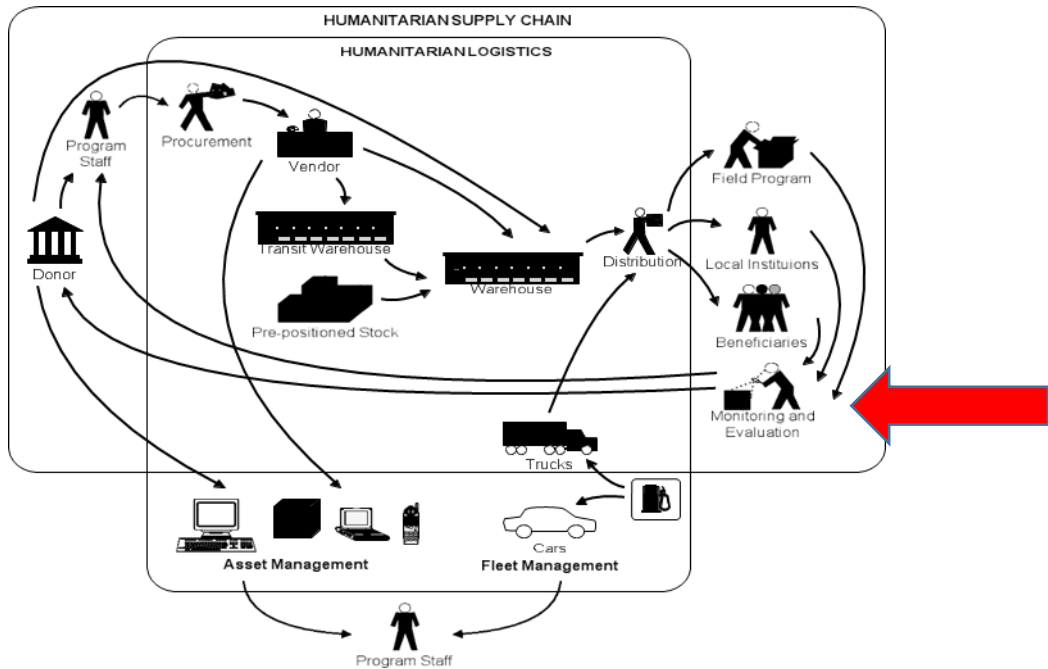 HUMANITARIAN SUPPLY CHAIN
HUMANITARIAN LOGISTICS
Program
Staff
Procurement
Vendor
Field Program
Donor
Transit Warehouse
Warehouse
Distribution
Local Instituions
Pre-positioned Stock
Beneficiaries
Monitoring and
Evaluation
Trucks
Cars
Asset Management
Fleet Management
Program Staff